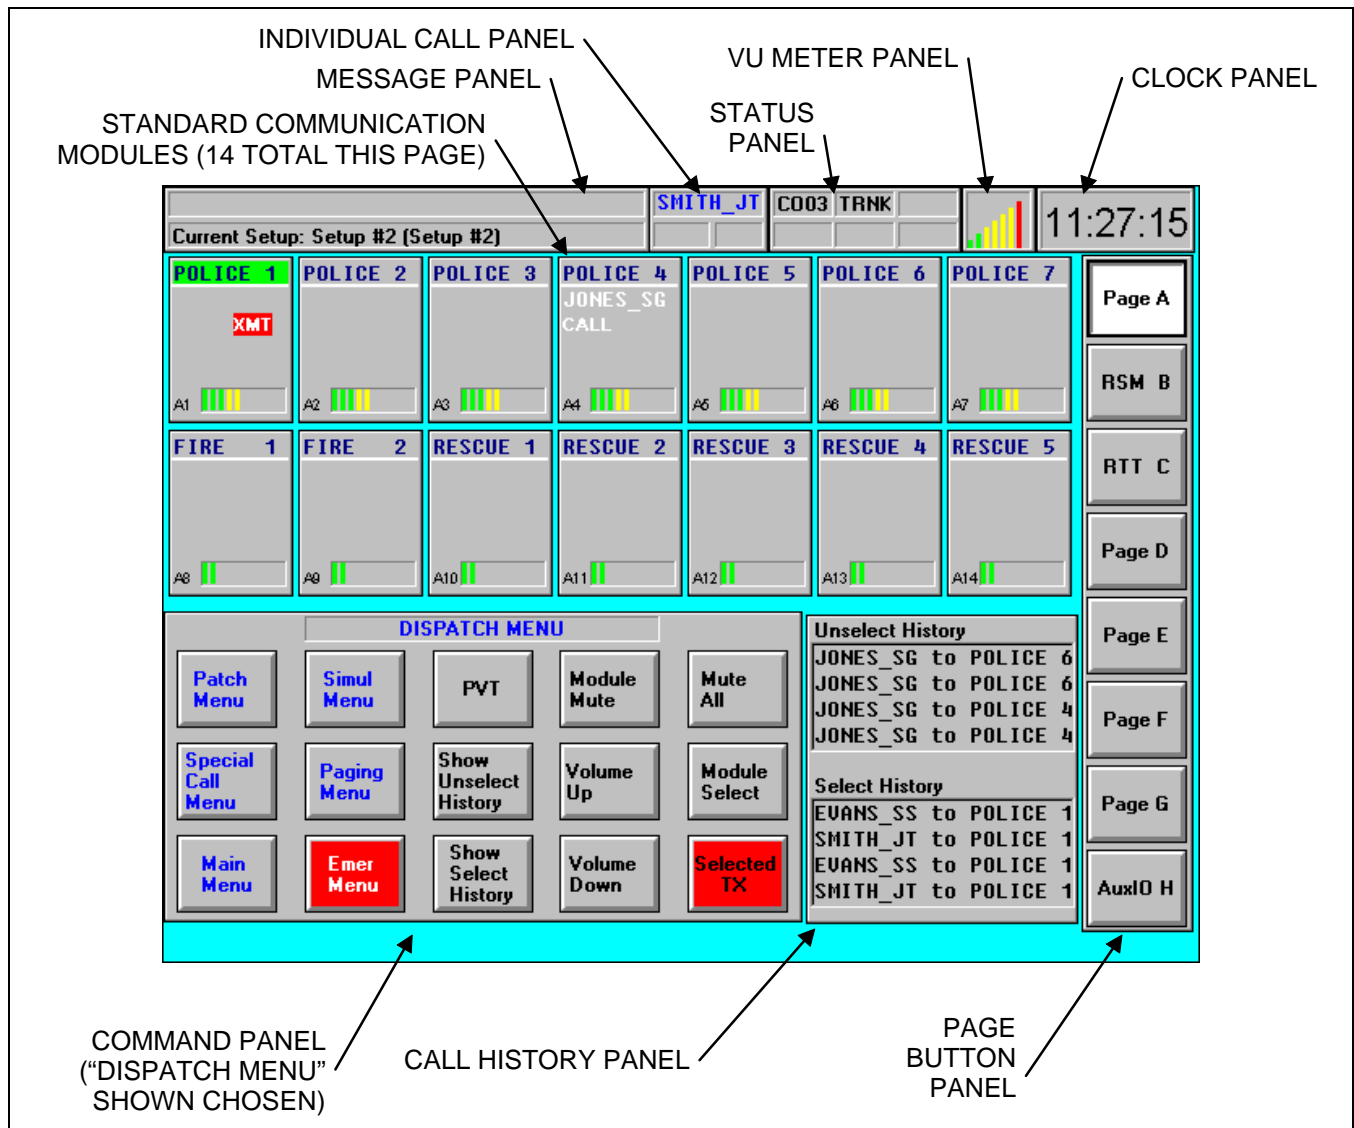 INDIVIDUAL CALL PANEL
MESSAGE PANEL
STANDARD COMMUNICATION
MODULES (14 TOTAL THIS PAGE)
VU METER PANEL
STATUS
PANEL
CLOCK PANEL
SMITH_JT
CO03 TRNK
11:27:15
Current Setup: Setup #2 (Setup #2)
POLICE 1
POLICE 2
POLICE 3
POLICE 4
POLICE 5
POLICE 6
POLICE 7
JONES_SG
XMT
CALL
A1
A2
A3
A4
A5
A6
A7
FIRE 1
FIRE 2
RESCUE 1
RESCUE 2
RESCUE 3
RESCUE 4
RESCUE 5
A8
A9
A10
A11
A12
A13
A14
Page A
RSM B
RTT C
Page D
Page E
Page F
Page G
AuxIO H
DISPATCH MENU
Patch
Menu
Simul
Menu
PVT
Module
Mute
Mute
All
Special
Call
Menu
Paging
Menu
Show
Unselect
History
Volume
Up
Module
Select
Main
Menu
Emer
Menu
Show
Select
History
Volume
Down
Selected
TX
Unselect History
JONES_SG to POLICE 6
JONES_SG to POLICE 6
JONES_SG to POLICE 4
JONES_SG to POLICE 4
Select History
EVANS_SS to POLICE 1
SMITH_JT to POLICE 1
EVANS_SS to POLICE 1
SMITH_JT to POLICE 1
COMMAND PANEL
(“DISPATCH MENU”
SHOWN CHOSEN)
CALL HISTORY PANEL
PAGE
BUTTON
PANEL